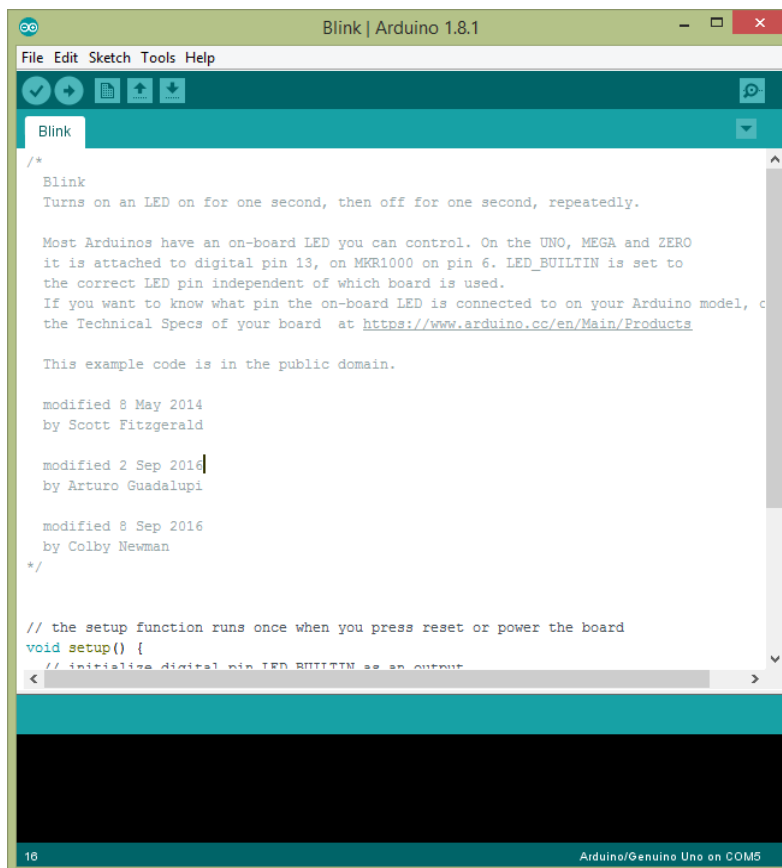 Blink | Arduino 1.8.1
File Edit Sketch Tools Help
Blink
/*
Blink
Turns on an LED on for one second, then off for one second, repeatedly.
Most Arduinos have an on-board LED you can control. On the UNO, MEGA and ZERO
it is attached to digital pin 13, on MKR1000 on pin 6. LED_BUILTIN is set to
the correct LED pin independent of which board is used.
If you want to know what pin the on-board LED is connected to on your Arduino model,
the Technical Specs of your board  at https://www.arduino.cc/en/Main/Products
This example code is in the public domain.
modified 8 May 2014
by Scott Fitzgerald
modified 2 Sep 2016
by Arturo Guadalupi
modified 8 Sep 2016
by Colby Newman
*/
// the setup function runs once when you press reset or power the board
void setup() {
// initialize digital pin LED_BUILTIN as an output
16
Arduino/Genuino Uno on COM5